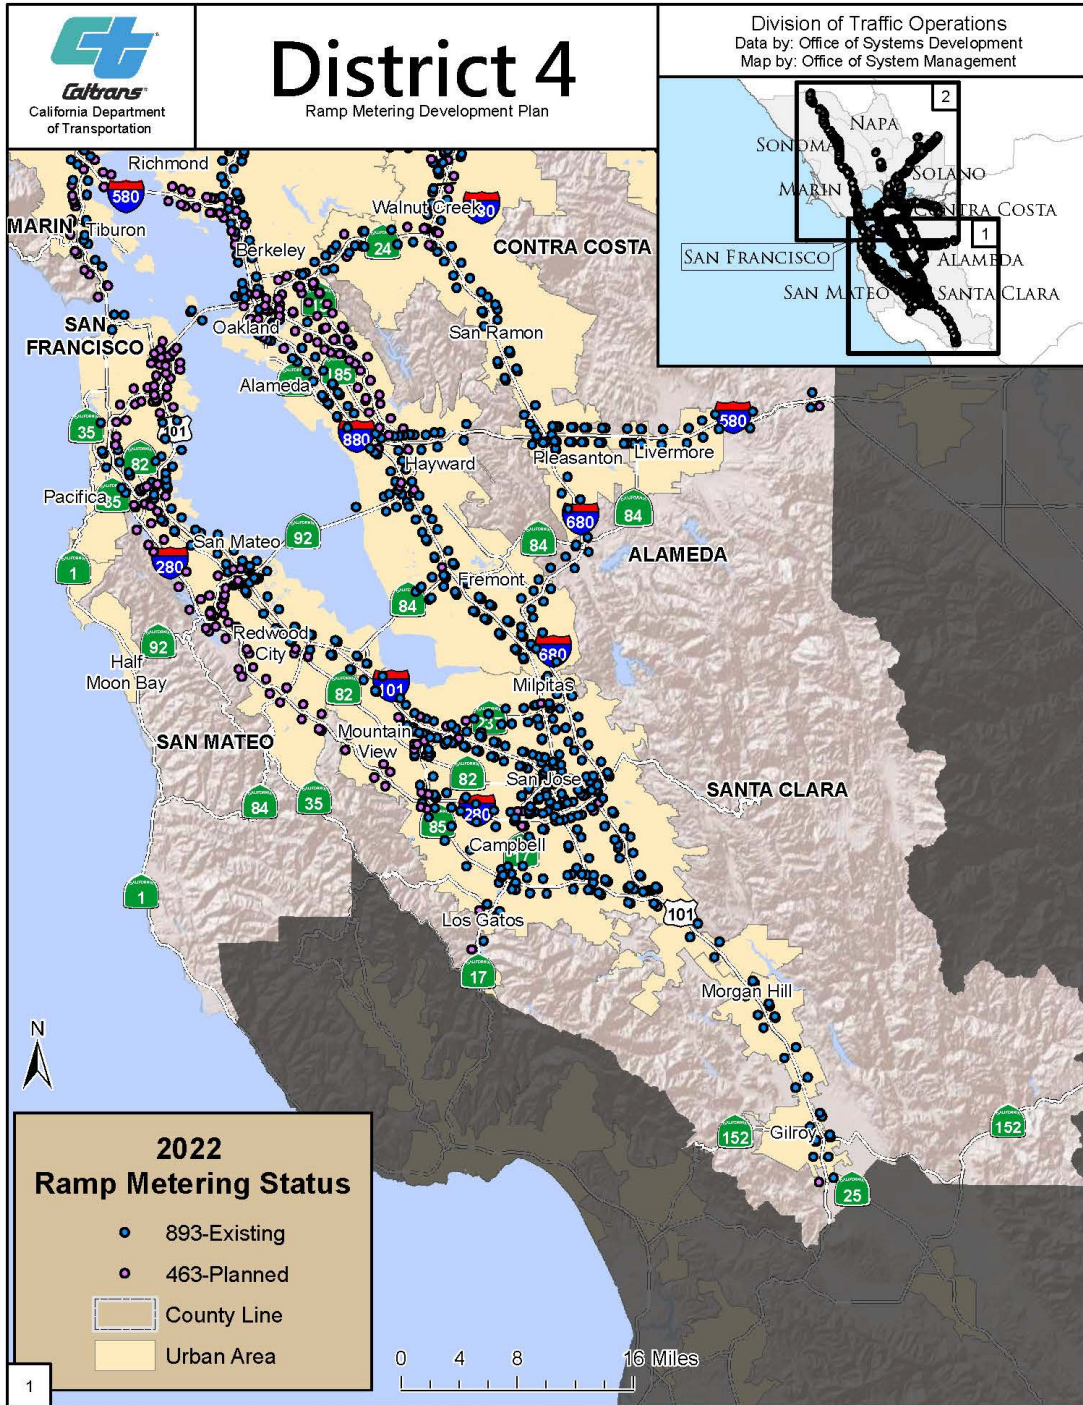 Caltrans
California Department
of Transportation
District 4
Ramp Metering Development Plan
Division of Traffic Operations
Data by: Office of Systems Development
Map by: Office of System Management
2
NAPA
SONOMA
SOLANO
MARIN
CONTRA COSTA
1
SAN FRANCISCO
ALAMEDA
SAN MATEO
SANTA CLARA
Richmond
580
Walnut Creek
MARIN
Tiburon
Berkeley
24
CONTRA COSTA
SAN
FRANCISCO
Oakland
San Ramon
Alameda
185
35
101
880
580
82
Hayward
Pleasanton
Livermore
Pacifica
35
84
680
San Mateo
92
84
ALAMEDA
280
1
Fremont
84
92
Redwood
City
680
Half
Moon Bay
82
101
Milpitas
SAN MATEO
Mountain
View
82
San Jose
SANTA CLARA
84
35
85
280
Campbell
17
1
Los Gatos
101
17
Morgan Hill
N
152
Gilroy
152
25
2022
Ramp Metering Status
893-Existing
463-Planned
County Line
Urban Area
0 4 8 16 Miles
1